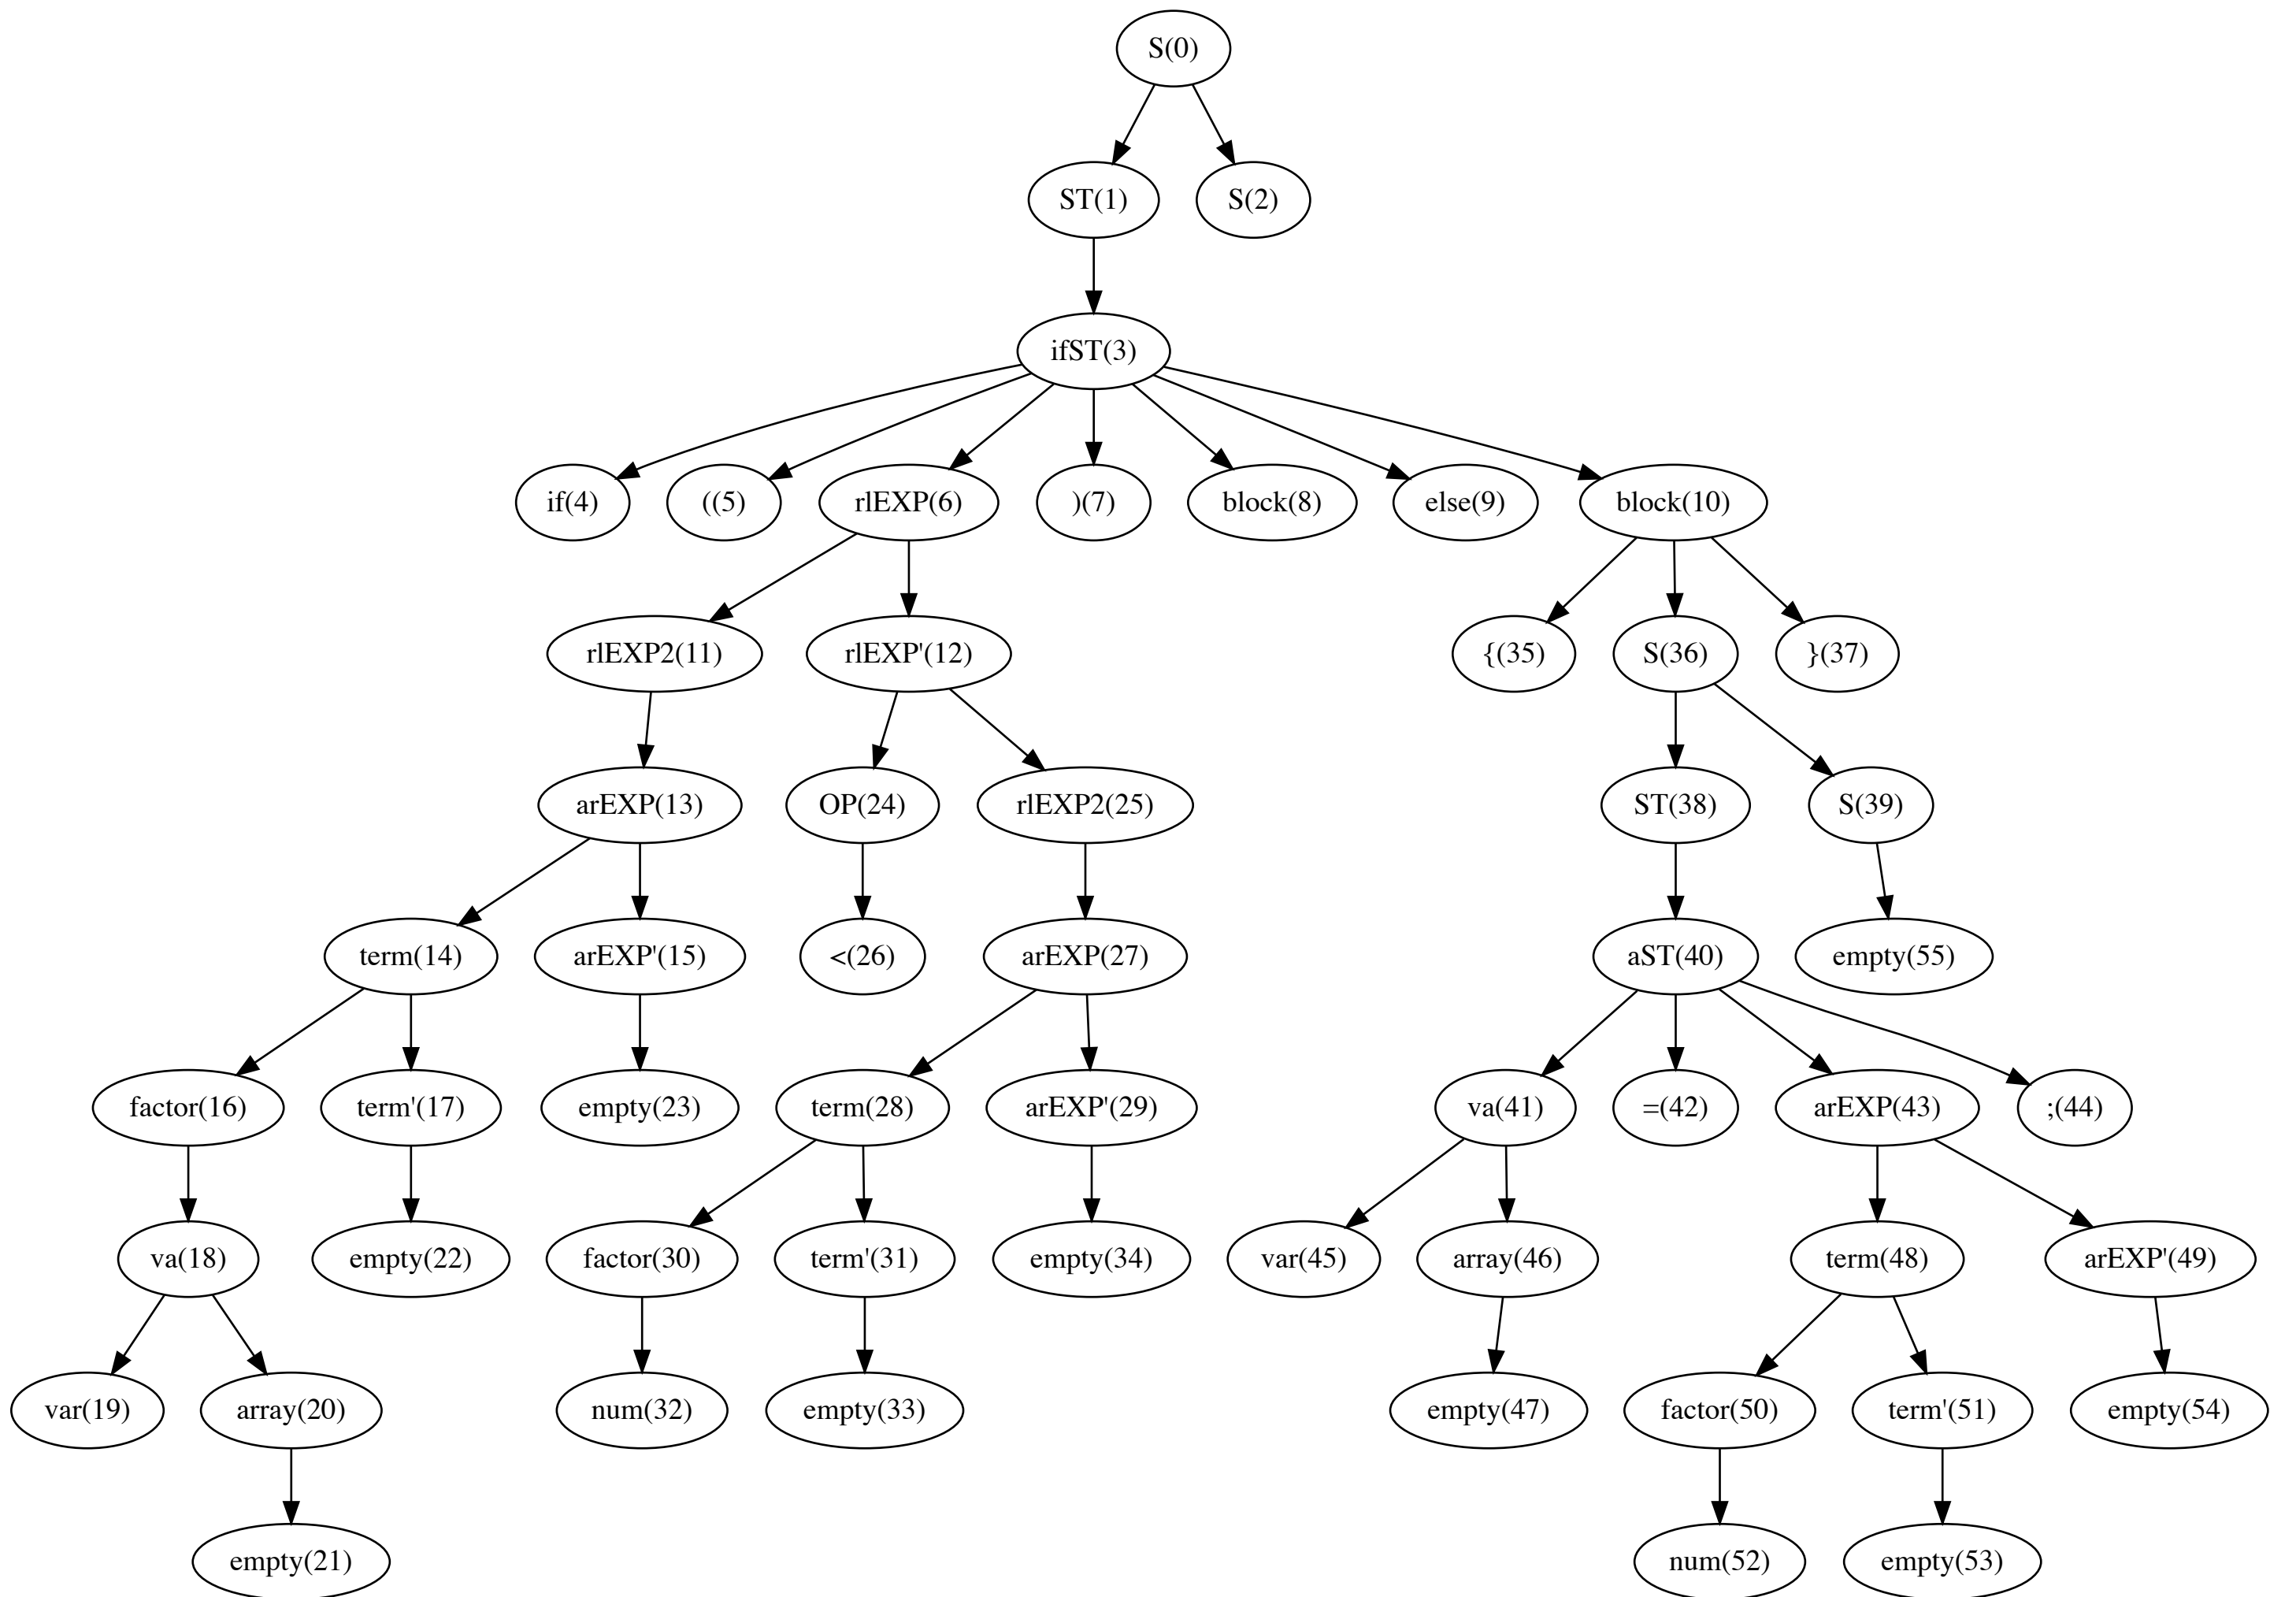 S(0)
ST(1) S(2)
ifST(3)
if(4) ((5) rlEXP(6) )(7) block(8) else(9) block(10)
rlEXP2(11) rlEXP'(12) {(35) S(36) }(37)
arEXP(13) OP(24) rlEXP2(25) ST(38) S(39)
term(14) arEXP'(15) <(26) arEXP(27) aST(40) empty(55)
factor(16) term'(17) empty(23) term(28) arEXP'(29) va(41) =(42) arEXP(43) ;(44)
va(18) empty(22) factor(30) term'(31) empty(34) var(45) array(46) term(48) arEXP'(49)
var(19) array(20) num(32) empty(33) empty(47) factor(50) term'(51) empty(54)
empty(21) num(52) empty(53)